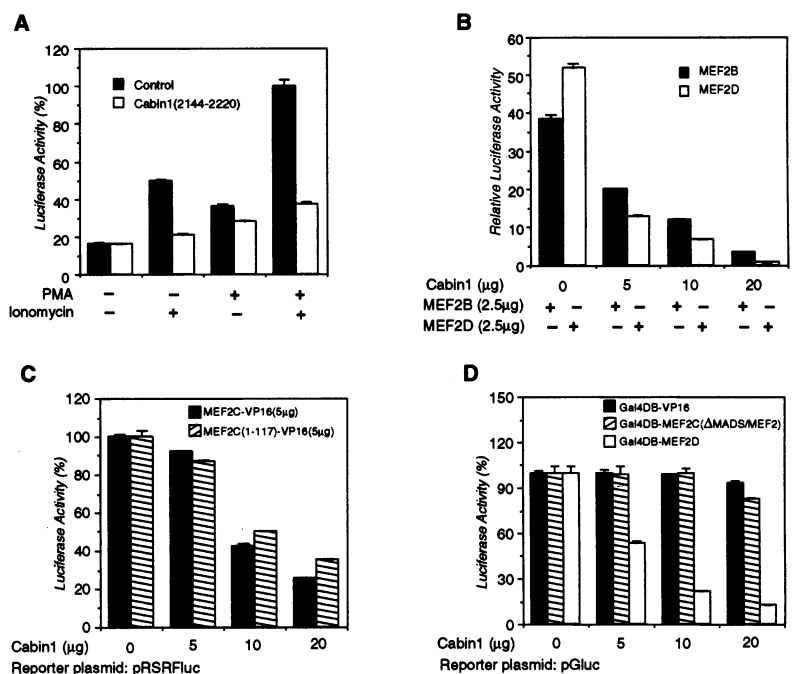 A
120
100
80
60
40
20
0
Luciferase Activity (%)
Control
Cabin1(2144-2220)
PMA − − + +
Ionomycin − + − +
B
60
50
40
30
20
10
0
Relative Luciferase Activity
MEF2B
MEF2D
Cabin1 (µg) 0 5 10 20
MEF2B (2.5µg) + − + − + − + −
MEF2D (2.5µg) − + − + − + − +
C
120
100
80
60
40
20
0
Luciferase Activity (%)
MEF2C-VP16(5µg)
MEF2C(1-117)-VP16(5µg)
Cabin1 (µg) 0 5 10 20
Reporter plasmid: pRSRFluc
D
150
120
90
60
30
0
Luciferase Activity (%)
Gal4DB-VP16
Gal4DB-MEF2C(ΔMADS/MEF2)
Gal4DB-MEF2D
Cabin1 (µg) 0 5 10 20
Reporter plasmid: pGluc